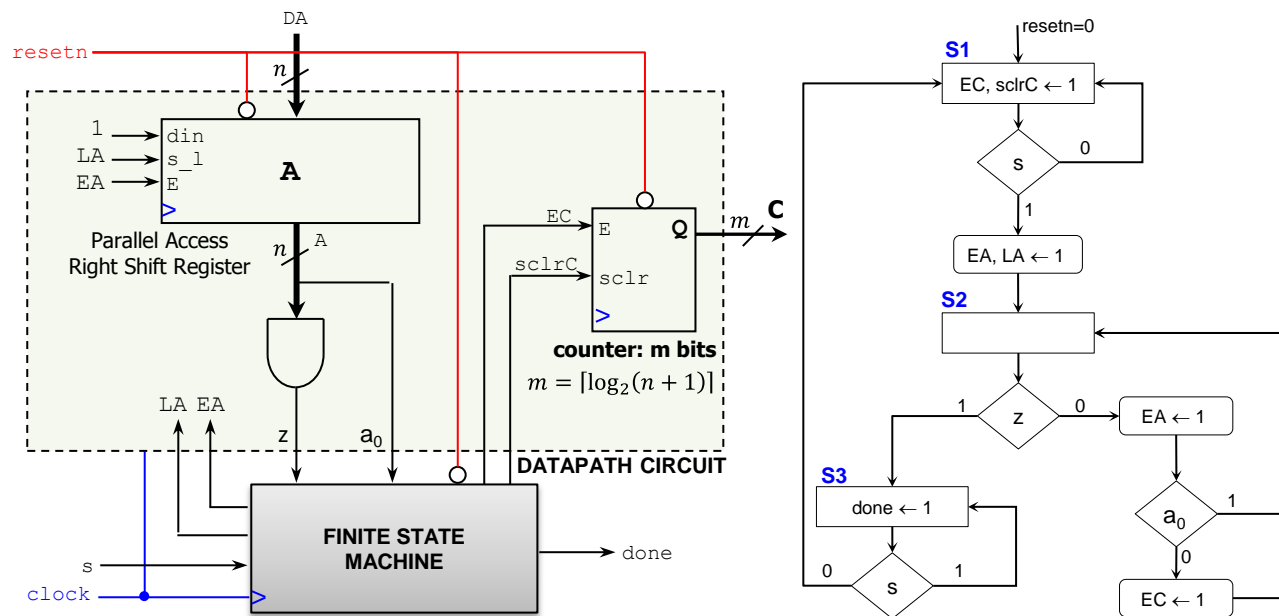 DA
resetn
n
1
din
LA
s_l
EA
E
A
Parallel Access
Right Shift Register
n
A
EC
E
Q
m
C
sclrC
sclr
counter: m bits
m = ⌈log₂(n + 1)⌉
LA EA
z
a₀
DATAPATH CIRCUIT
FINITE STATE
MACHINE
s
clock
done
resetn=0
S1
EC, sclrC ← 1
s
0
1
EA, LA ← 1
S2
1
z
0
EA ← 1
S3
done ← 1
a₀
1
0
s
0
1
EC ← 1